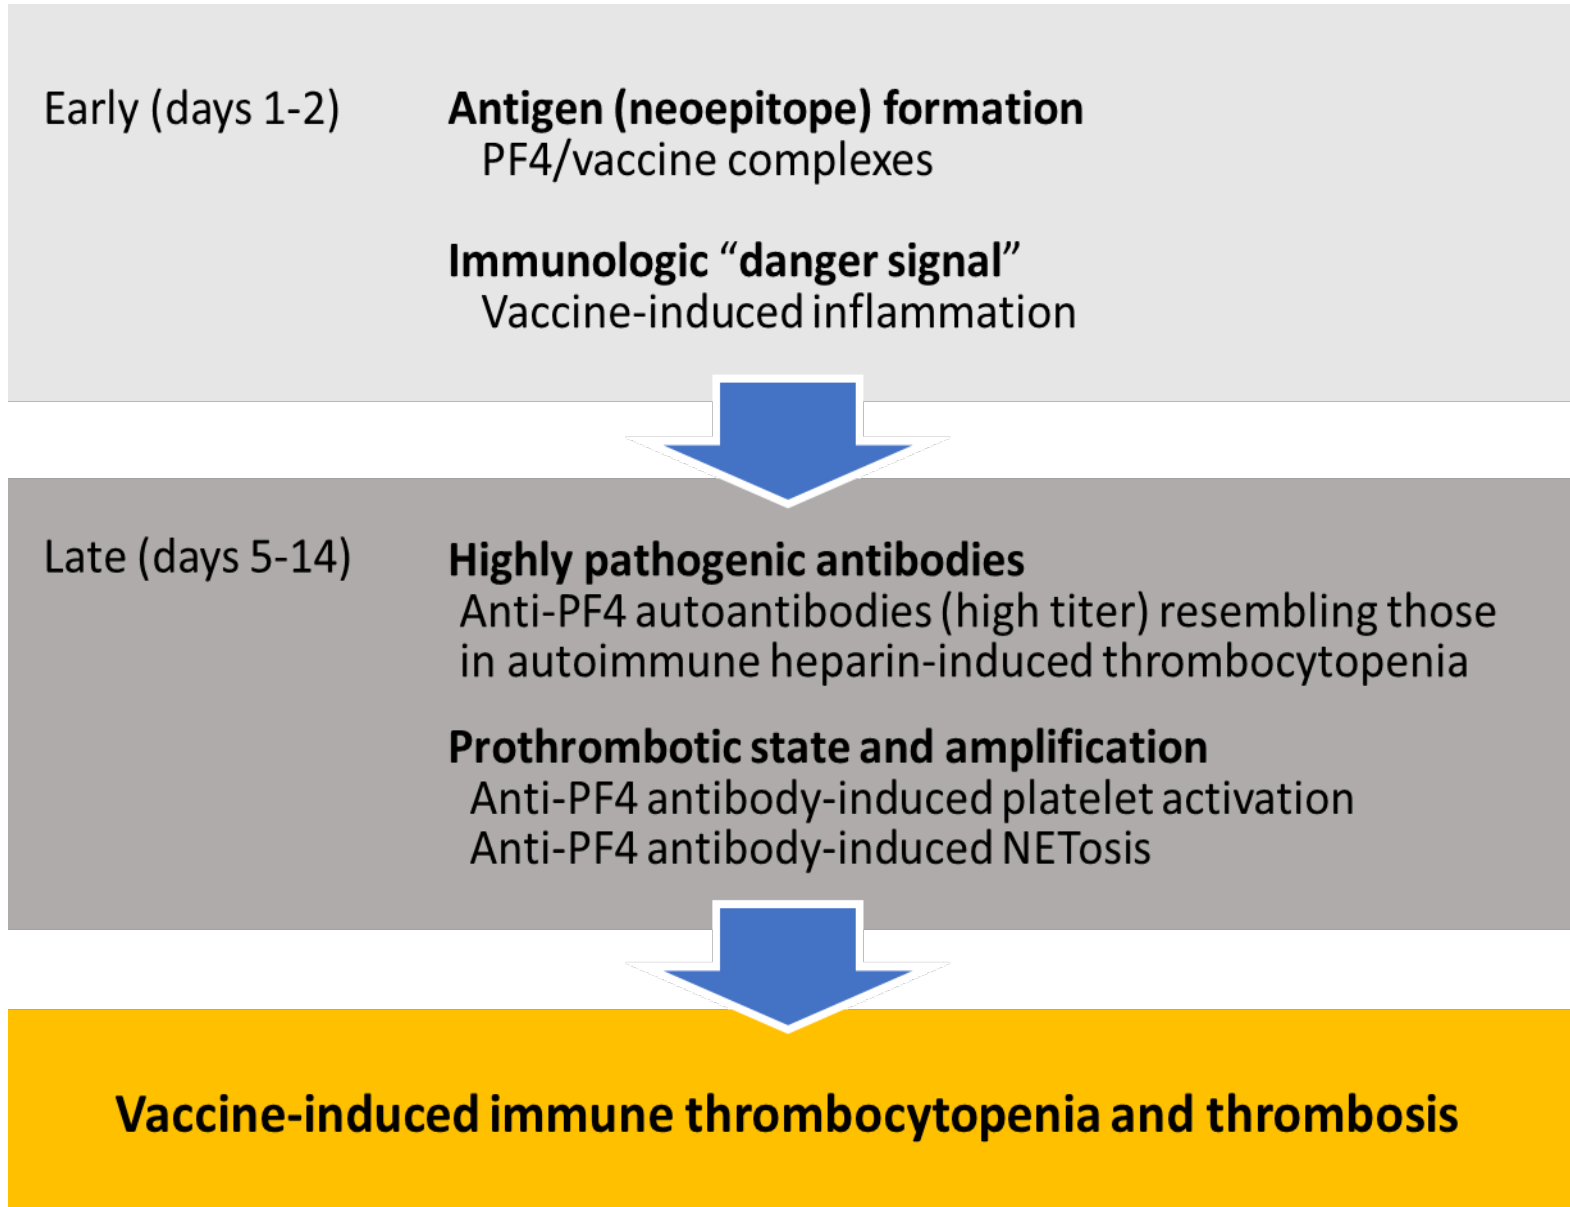 Early (days 1-2)
Antigen (neoepitope) formation
PF4/vaccine complexes
Immunologic “danger signal”
Vaccine-induced inflammation
Late (days 5-14)
Highly pathogenic antibodies
Anti-PF4 autoantibodies (high titer) resembling those
in autoimmune heparin-induced thrombocytopenia
Prothrombotic state and amplification
Anti-PF4 antibody-induced platelet activation
Anti-PF4 antibody-induced NETosis
Vaccine-induced immune thrombocytopenia and thrombosis